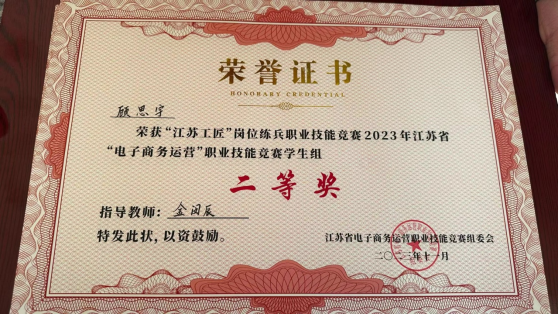 荣誉证书
HONORARY CREDENTIAL
顾思宇
荣获“江苏工匠”岗位练兵职业技能竞赛2023年江苏省
“电子商务运营”职业技能竞赛学生组
二等奖
指导教师：金闵辰
特发此状，以资鼓励。
江苏省电子商务运营职业技能竞赛组委会
二〇二三年十一月